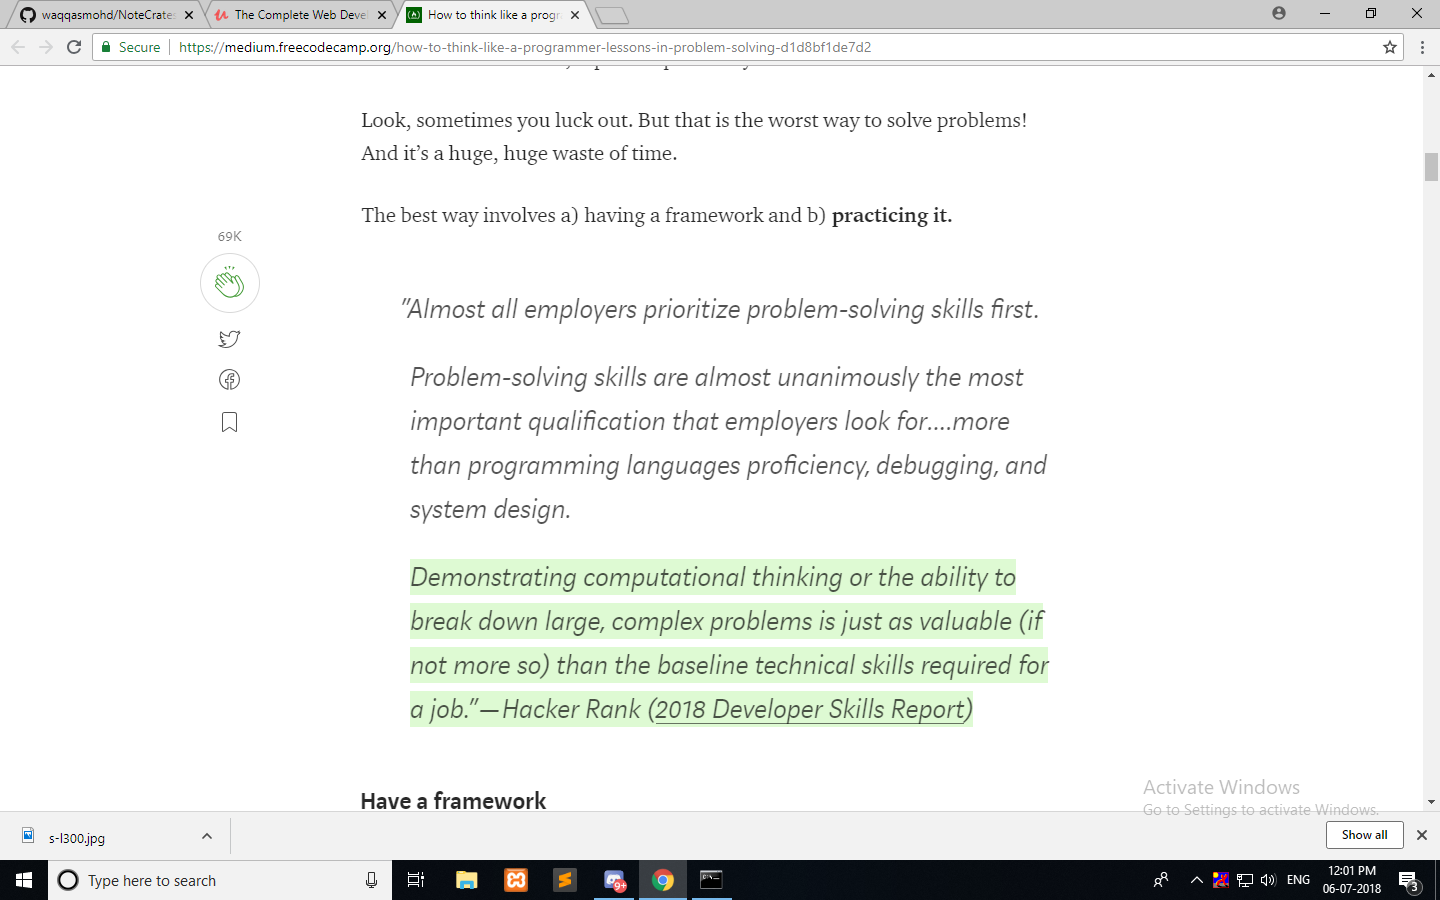 waqqasmohd/NoteCrates
The Complete Web Devel
How to think like a progr
Secure
https://medium.freecodecamp.org/how-to-think-like-a-programmer-lessons-in-problem-solving-d1d8bf1de7d2
Look, sometimes you luck out. But that is the worst way to solve problems!
And it’s a huge, huge waste of time.
The best way involves a) having a framework and b) practicing it.
69K
"Almost all employers prioritize problem-solving skills first.
Problem-solving skills are almost unanimously the most
important qualification that employers look for….more
than programming languages proficiency, debugging, and
system design.
Demonstrating computational thinking or the ability to
break down large, complex problems is just as valuable (if
not more so) than the baseline technical skills required for
a job.” — Hacker Rank (2018 Developer Skills Report)
Have a framework
Activate Windows
Go to Settings to activate Windows.
s-l300.jpg
Show all
Type here to search
9+
ENG
12:01 PM
06-07-2018
3